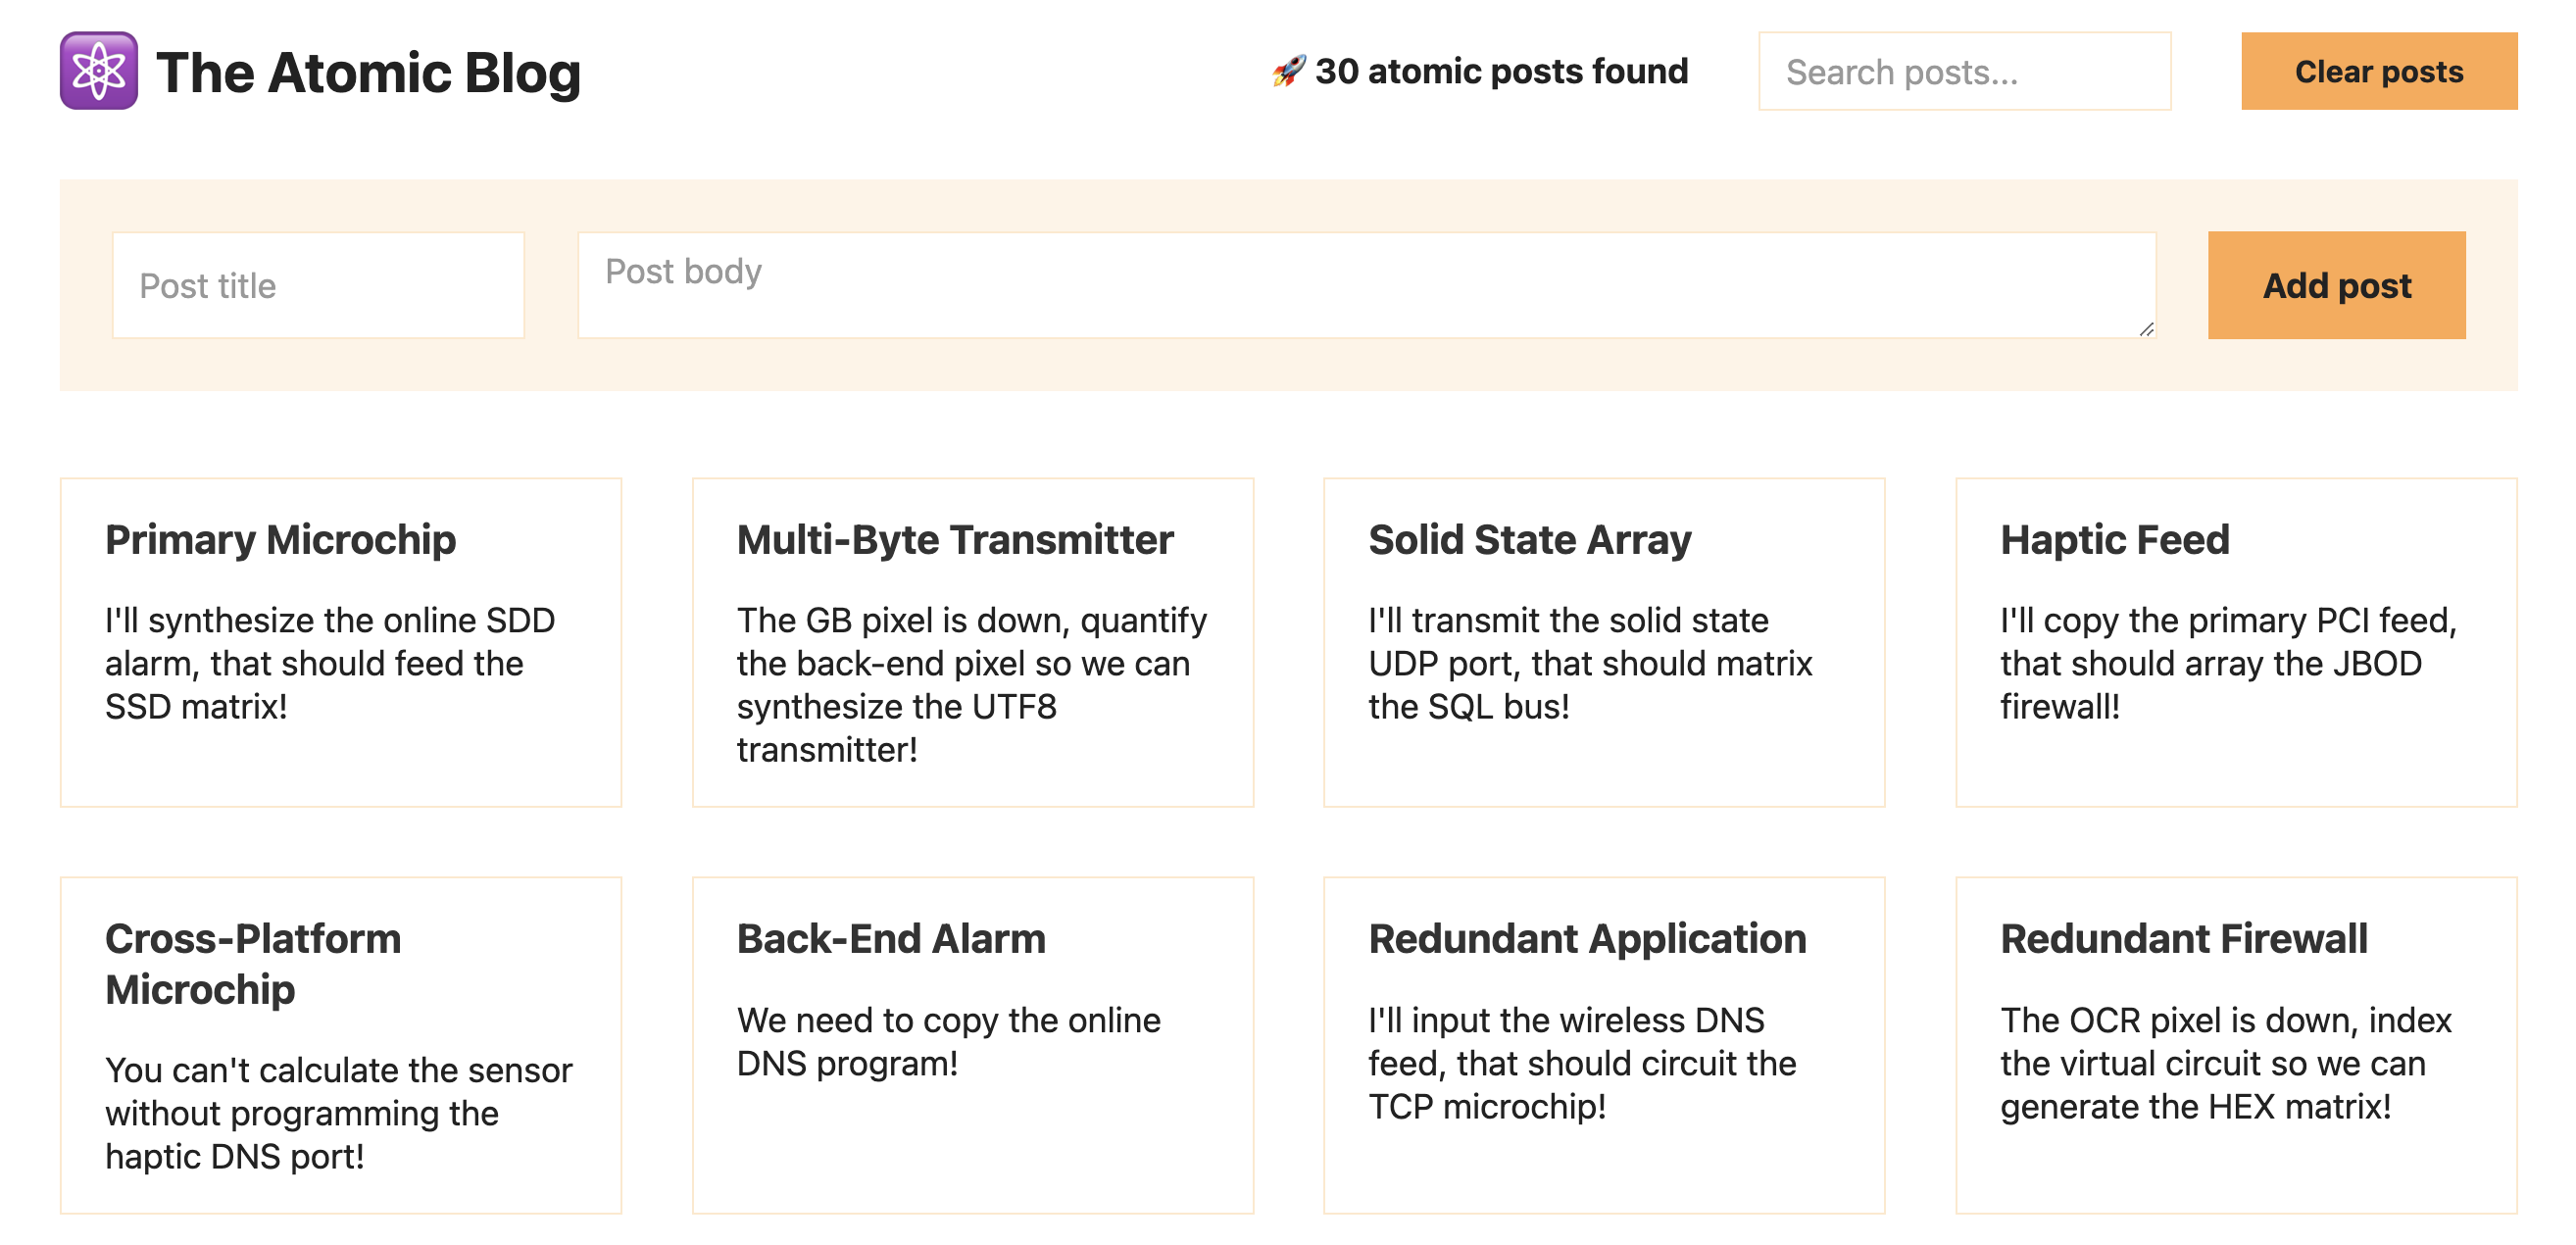 The Atomic Blog
🚀 30 atomic posts found
Search posts...
Clear posts
Post title
Post body
Add post
Primary Microchip
I'll synthesize the online SDD
alarm, that should feed the
SSD matrix!
Multi-Byte Transmitter
The GB pixel is down, quantify
the back-end pixel so we can
synthesize the UTF8
transmitter!
Solid State Array
I'll transmit the solid state
UDP port, that should matrix
the SQL bus!
Haptic Feed
I'll copy the primary PCI feed,
that should array the JBOD
firewall!
Cross-Platform
Microchip
You can't calculate the sensor
without programming the
haptic DNS port!
Back-End Alarm
We need to copy the online
DNS program!
Redundant Application
I'll input the wireless DNS
feed, that should circuit the
TCP microchip!
Redundant Firewall
The OCR pixel is down, index
the virtual circuit so we can
generate the HEX matrix!